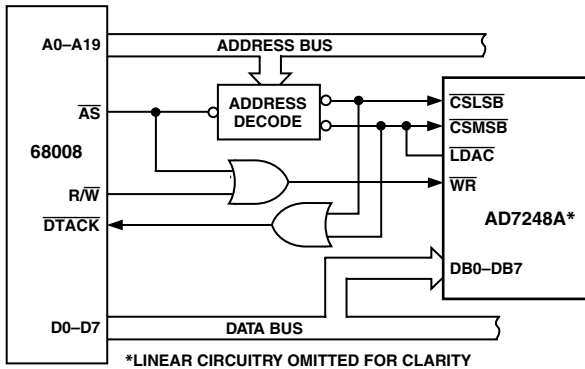 A0–A19
ADDRESS BUS
ADDRESS
DECODE
CSLSB
CSMSB
LDAC
AS
68008
R/W
WR
AD7248A*
DTACK
DB0–DB7
D0–D7
DATA BUS
*LINEAR CIRCUITRY OMITTED FOR CLARITY